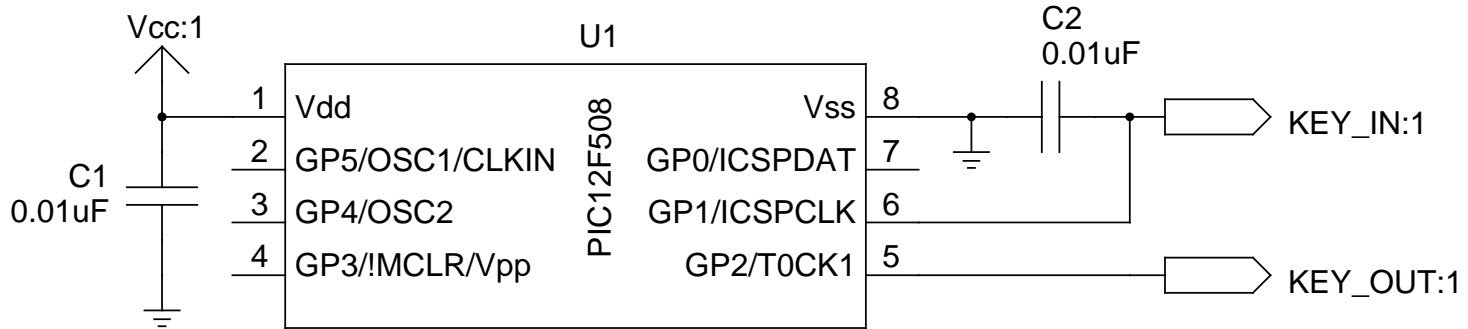 Vcc:1
U1
C2
0.01uF
1
Vdd
Vss
8
KEY_IN:1
2
GP5/OSC1/CLKIN
PIC12F508
GP0/ICSPDAT
7
C1
0.01uF
3
GP4/OSC2
GP1/ICSPCLK
6
4
GP3/!MCLR/Vpp
GP2/T0CK1
5
KEY_OUT:1